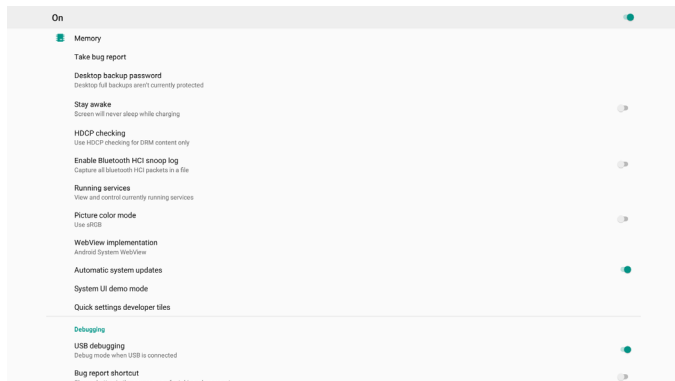 On
Memory
Take bug report
Desktop backup password
Desktop full backups aren't currently protected
Stay awake
Screen will never sleep while charging
HDCP checking
Use HDCP checking for DRM content only
Enable Bluetooth HCI snoop log
Capture all bluetooth HCI packets in a file
Running services
View and control currently running services
Picture color mode
Use sRGB
WebView implementation
Android System WebView
Automatic system updates
System UI demo mode
Quick settings developer tiles
Debugging
USB debugging
Debug mode when USB is connected
Bug report shortcut